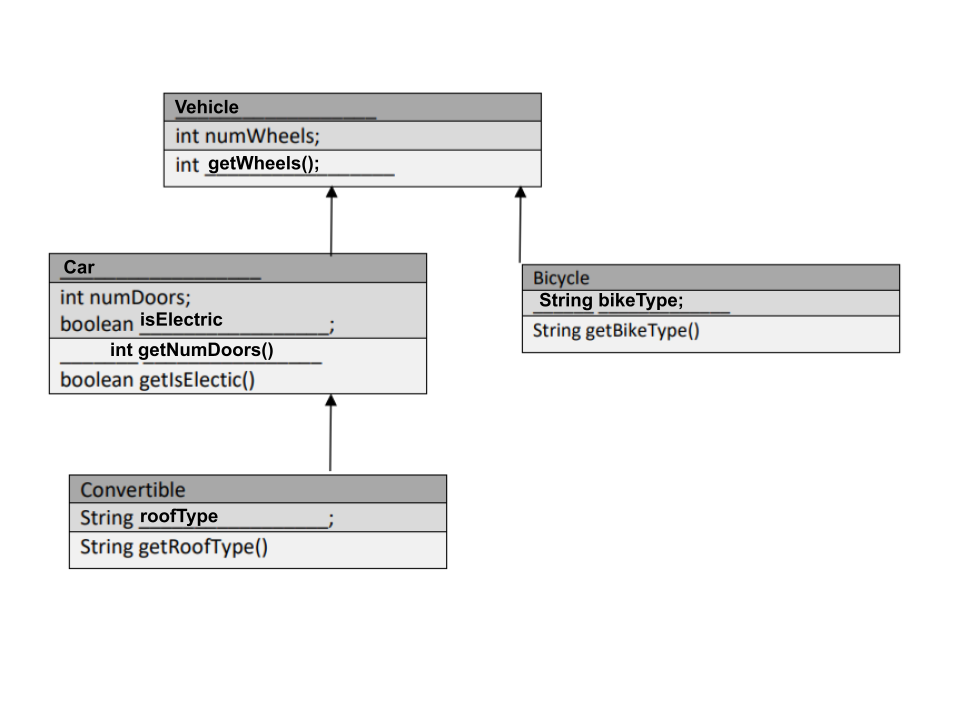 Vehicle
int numWheels;
int getWheels();
Car
int numDoors;
boolean isElectric;
int getNumDoors()
boolean getIsElectic()
Bicycle
String bikeType;
String getBikeType()
Convertible
String roofType;
String getRoofType()